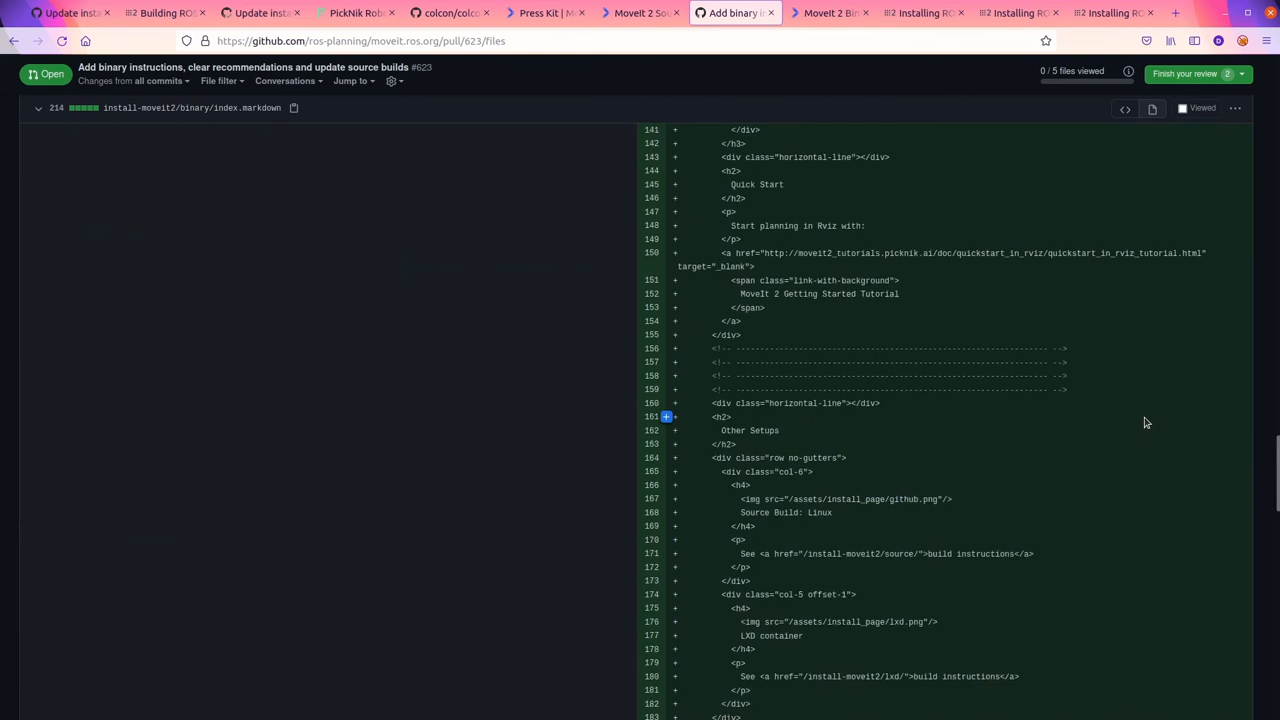 Update insta
Building ROS
Update insta
PickNik Robo
colcon/colco
Press Kit | M
MoveIt 2 Sou
Add binary in
MoveIt 2 Bin
Installing RO
Installing RO
Installing RO
https://github.com/ros-planning/moveit.ros.org/pull/623/files
Open
Add binary instructions, clear recommendations and update source builds #623
Changes from all commits
File filter
Conversations
Jump to
0 / 5 files viewed
Finish your review 2
214 install-moveit2/binary/index.markdown
Viewed
141 + </div>
142 + </h3>
143 + <div class="horizontal-line"></div>
144 + <h2>
145 + Quick Start
146 + </h2>
147 + <p>
148 + Start planning in Rviz with:
149 + </p>
150 + <a href="http://moveit2_tutorials.picknik.ai/doc/quickstart_in_rviz/quickstart_in_rviz_tutorial.html"
target="_blank">
151 + <span class="link-with-background">
152 + MoveIt 2 Getting Started Tutorial
153 + </span>
154 + </a>
155 + </div>
156 + <!-- ----------------------------------------------------------------- -->
157 + <!-- ----------------------------------------------------------------- -->
158 + <!-- ----------------------------------------------------------------- -->
159 + <!-- ----------------------------------------------------------------- -->
160 + <div class="horizontal-line"></div>
161 + <h2>
162 + Other Setups
163 + </h2>
164 + <div class="row no-gutters">
165 + <div class="col-6">
166 + <h4>
167 + <img src="/assets/install_page/github.png"/>
168 + Source Build: Linux
169 + </h4>
170 + <p>
171 + See <a href="/install-moveit2/source/">build instructions</a>
172 + </p>
173 + </div>
174 + <div class="col-5 offset-1">
175 + <h4>
176 + <img src="/assets/install_page/lxd.png"/>
177 + LXD container
178 + </h4>
179 + <p>
180 + See <a href="/install-moveit2/lxd/">build instructions</a>
181 + </p>
182 + </div>
183 + </div>